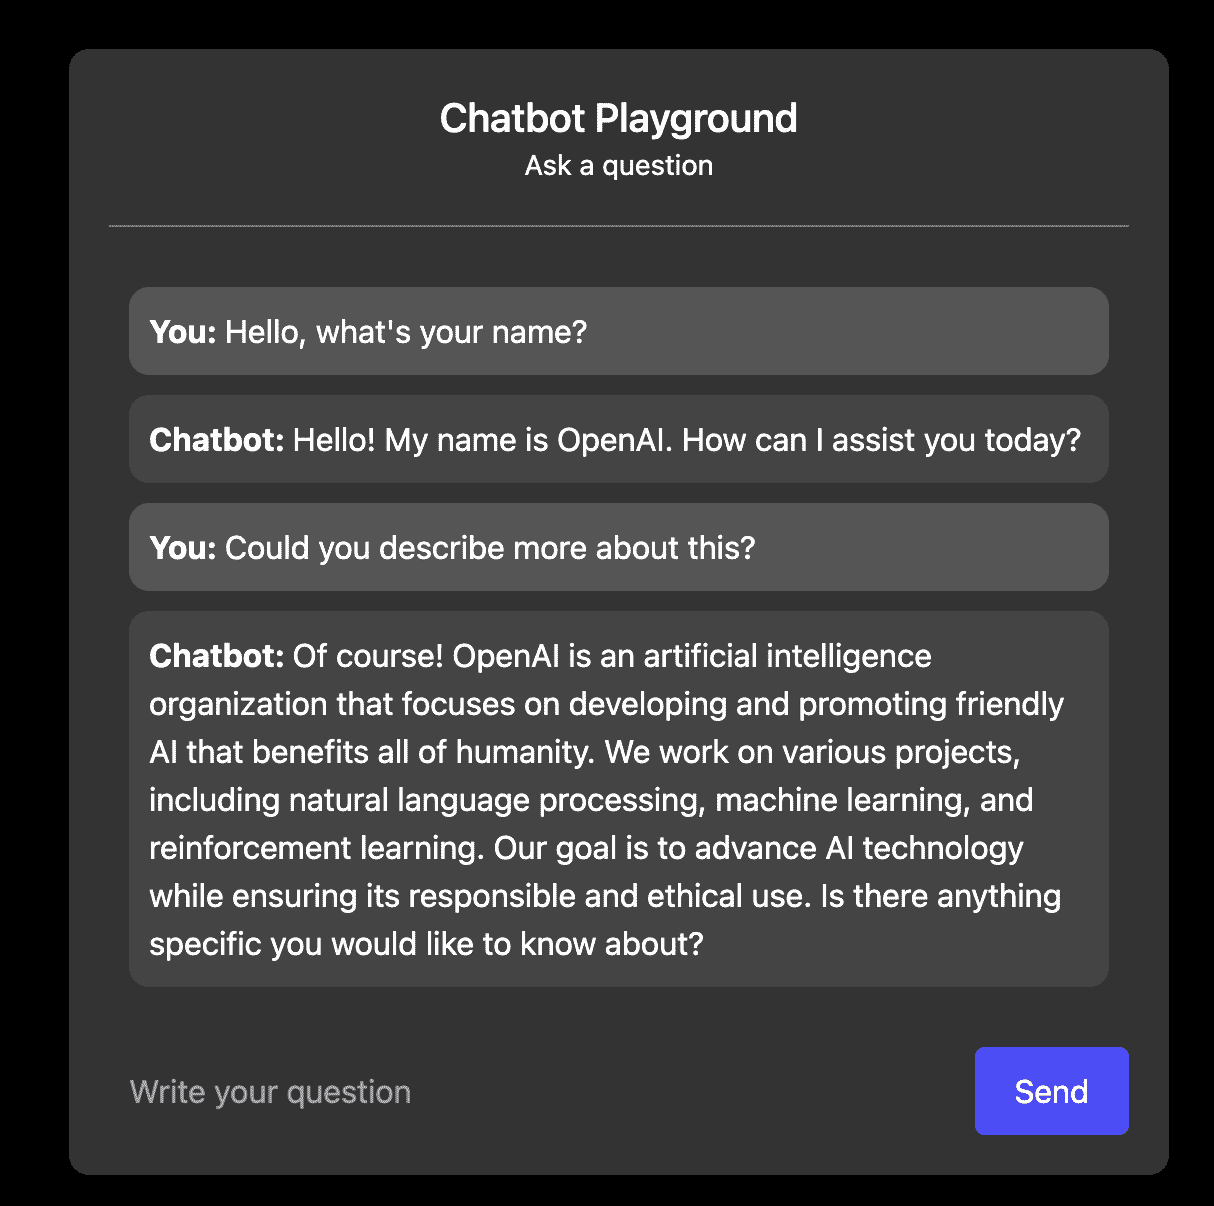 Chatbot Playground
Ask a question
You: Hello, what's your name?
Chatbot: Hello! My name is OpenAI. How can I assist you today?
You: Could you describe more about this?
Chatbot: Of course! OpenAI is an artificial intelligence
organization that focuses on developing and promoting friendly
AI that benefits all of humanity. We work on various projects,
including natural language processing, machine learning, and
reinforcement learning. Our goal is to advance AI technology
while ensuring its responsible and ethical use. Is there anything
specific you would like to know about?
Write your question
Send